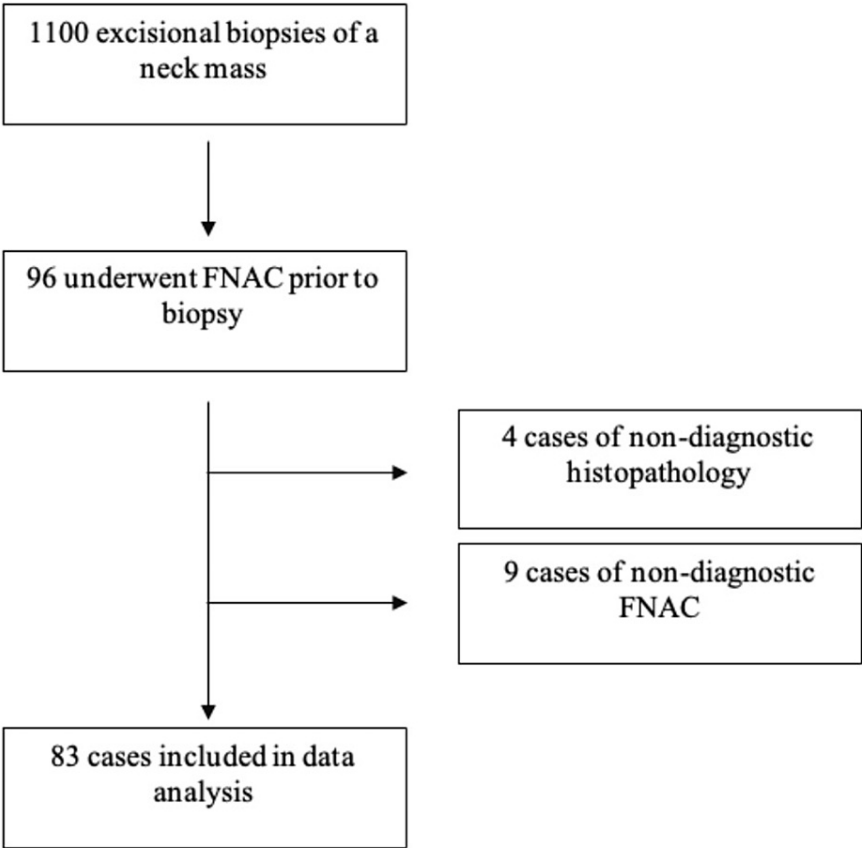 1100 excisional biopsies of a
neck mass
96 underwent FNAC prior to
biopsy
4 cases of non-diagnostic
histopathology
9 cases of non-diagnostic
FNAC
83 cases included in data
analysis